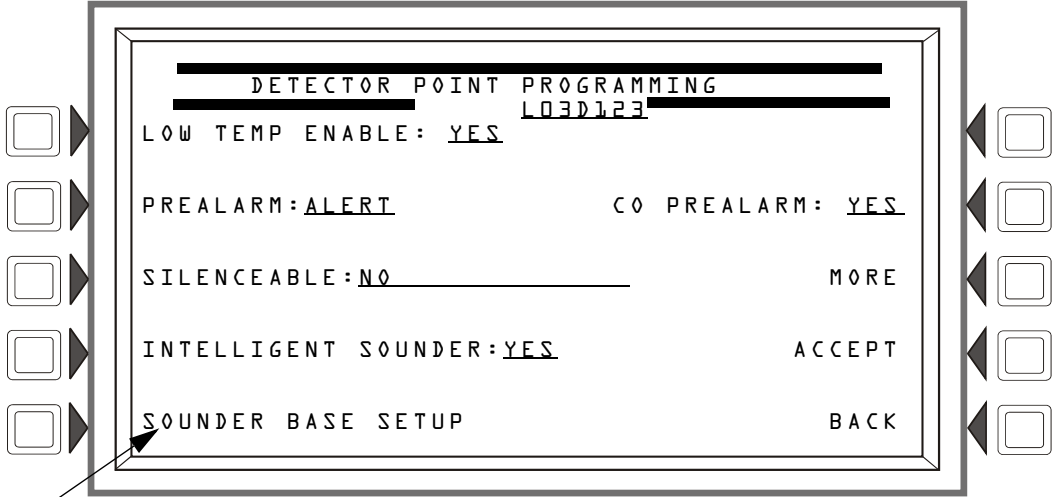 DETECTOR POINT PROGRAMMING
L03D123
LOW TEMP ENABLE: YES
PREALARM:ALERT
CO PREALARM: YES
SILENCEABLE:NO
MORE
INTELLIGENT SOUNDER:YES
ACCEPT
SOUNDER BASE SETUP
BACK